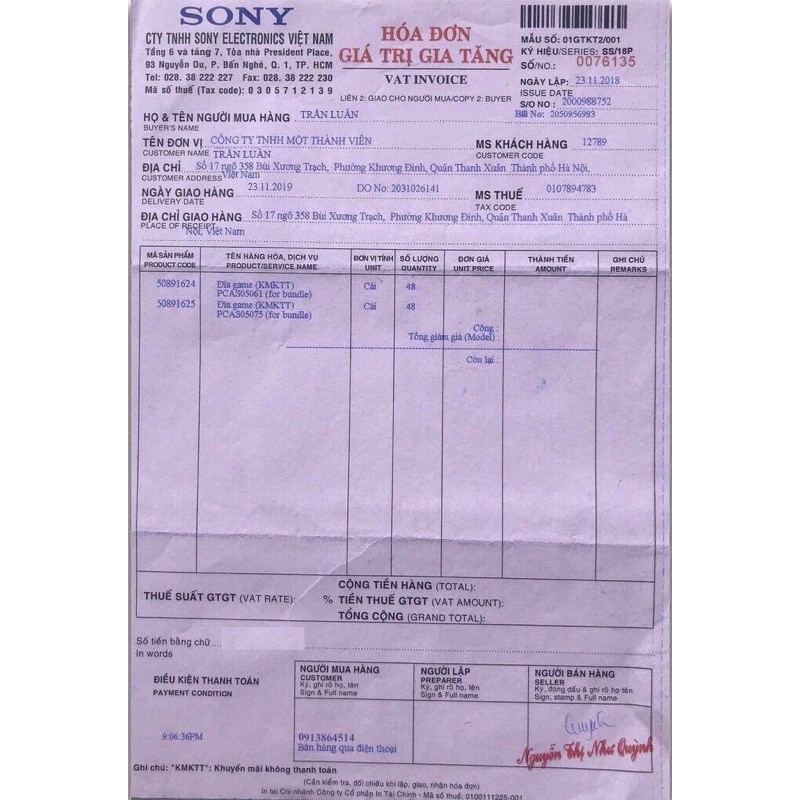 SONY
CTY TNHH SONY ELECTRONICS VIỆT NAM
Tầng 6 và tầng 7, Tòa nhà President Place,
93 Nguyễn Du, P. Bến Nghé, Q. 1, TP. HCM
Tel: 028. 38 222 227 Fax: 028. 38 222 230
Mã số thuế (Tax code): 0 3 0 5 7 1 2 1 3 9
HÓA ĐƠN
GIÁ TRỊ GIA TĂNG
VAT INVOICE
LIÊN 2: GIAO CHO NGƯỜI MUA/COPY 2: BUYER
MẪU SỐ: 01GTKT2/001
KÝ HIỆU/SERIES: SS/18P
SỐ/NO.: 0076135
NGÀY LẬP: 23.11.2018
ISSUE DATE
S/O NO : 2000988752
Bill No: 2050956983
HỌ & TÊN NGƯỜI MUA HÀNG TRẦN LUÂN
BUYER'S NAME
TÊN ĐƠN VỊ CÔNG TY TNHH MỘT THÀNH VIÊN MS KHÁCH HÀNG 12789
CUSTOMER NAME TRẦN LUÂN CUSTOMER CODE
ĐỊA CHỈ Số 17 ngõ 358 Bùi Xương Trạch, Phường Khương Đình, Quận Thanh Xuân Thành phố Hà Nội,
CUSTOMER ADDRESS Việt Nam
NGÀY GIAO HÀNG 23.11.2019 DO No: 2031026141 MS THUẾ 0107894783
DELIVERY DATE TAX CODE
ĐỊA CHỈ GIAO HÀNG Số 17 ngõ 358 Bùi Xương Trạch, Phường Khương Đình, Quận Thanh Xuân Thành phố Hà
PLACE OF RECEIPT Nội, Việt Nam
MÃ SẢN PHẨM TÊN HÀNG HÓA, DỊCH VỤ ĐƠN VỊ TÍNH SỐ LƯỢNG ĐƠN GIÁ THÀNH TIỀN GHI CHÚ
PRODUCT CODE PRODUCT/SERVICE NAME UNIT QUANTITY UNIT PRICE AMOUNT REMARKS
50891624 Đĩa game (KMKTT) Cái 48
PCAS05061 (for bundle)
50891625 Đĩa game (KMKTT) Cái 48
PCAS05075 (for bundle)
Cộng :
Tổng giảm giá (Model) :
Còn lại :
CỘNG TIỀN HÀNG (TOTAL):
THUẾ SUẤT GTGT (VAT RATE): % TIỀN THUẾ GTGT (VAT AMOUNT):
TỔNG CỘNG (GRAND TOTAL):
Số tiền bằng chữ....
In words
ĐIỀU KIỆN THANH TOÁN
PAYMENT CONDITION
NGƯỜI MUA HÀNG NGƯỜI LẬP NGƯỜI BÁN HÀNG
CUSTOMER PREPARER SELLER
Ký, ghi rõ họ, tên Ký, ghi rõ họ, tên Ký, đóng dấu & ghi rõ họ tên
Sign & Full name Sign & Full name Sign, stamp & Full name
9:06:36PM
0913864514
Bán hàng qua điện thoại
Nguyễn Thị Như Quỳnh
Ghi chú: "KMKTT": Khuyến mãi không thanh toán
(Cần kiểm tra, đối chiếu khi lập, giao, nhận hóa đơn)
In tại Chi nhánh Công ty Cổ phần In Tài Chính - Mã số thuế: 0100111225-001